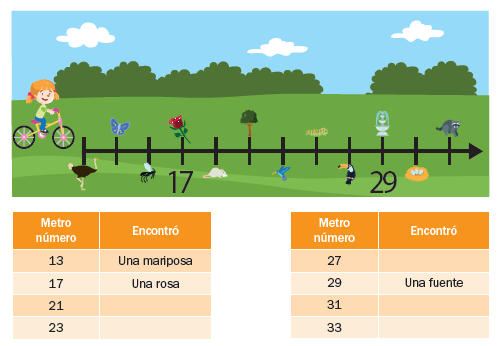 17
29
Metro número Encontró
13 Una mariposa
17 Una rosa
21
23
Metro número Encontró
27
29 Una fuente
31
33